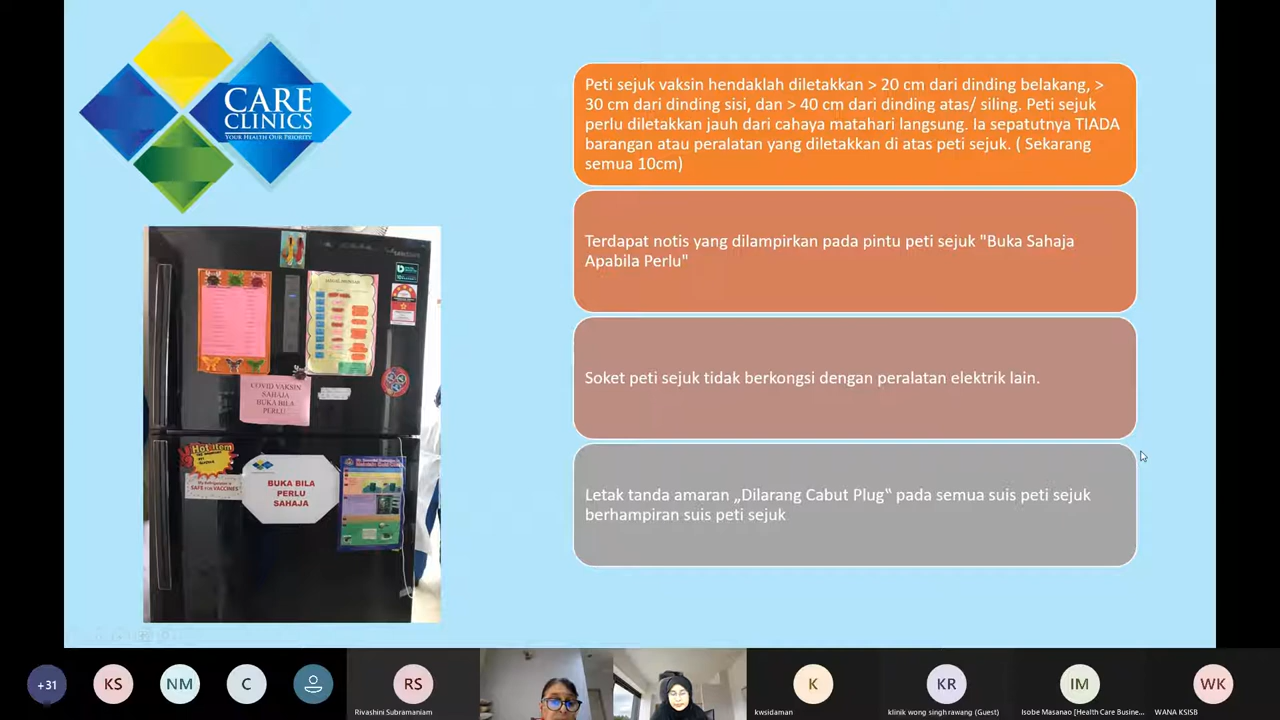 CARE
CLINICS
YOUR HEALTH OUR PRIORITY
Peti sejuk vaksin hendaklah diletakkan > 20 cm dari dinding belakang, >
30 cm dari dinding sisi, dan > 40 cm dari dinding atas/ siling. Peti sejuk
perlu diletakkan jauh dari cahaya matahari langsung. Ia sepatutnya TIADA
barangan atau peralatan yang diletakkan di atas peti sejuk. ( Sekarang
semua 10cm)
Terdapat notis yang dilampirkan pada pintu peti sejuk "Buka Sahaja
Apabila Perlu"
Soket peti sejuk tidak berkongsi dengan peralatan elektrik lain.
Letak tanda amaran „Dilarang Cabut Plug‟ pada semua suis peti sejuk
berhampiran suis peti sejuk
COVID VAKSIN
SAHAJA
BUKA BILA
PERLU
Hot Item
SAFE FOR VACCINES
BUKA BILA
PERLU
SAHAJA
+31
KS
NM
C
RS
K
KR
IM
WK
Rivashini Subramaniam
kwsidaman
klinik wong singh rawang (Guest)
Isobe Masanao [Health Care Busine...
WANA KSISB